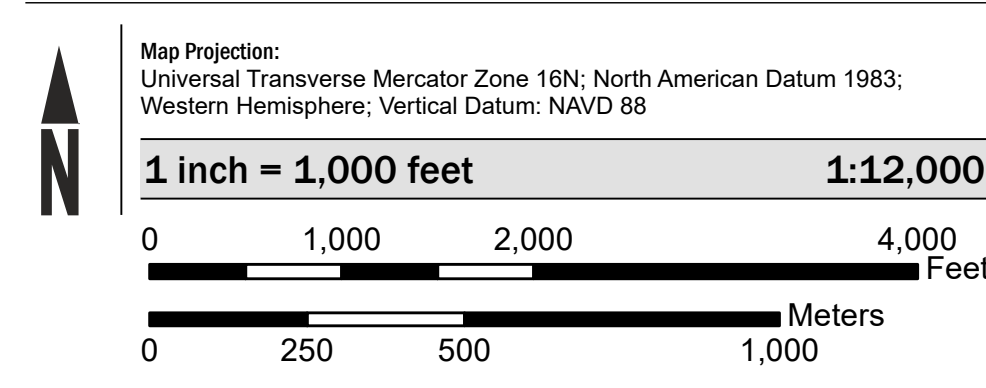 Map Projection:
Universal Transverse Mercator Zone 16N; North American Datum 1983;
Western Hemisphere; Vertical Datum: NAVD 88
N
1 inch = 1,000 feet 1:12,000
0 1,000 2,000 4,000
Feet
Meters
0 250 500 1,000